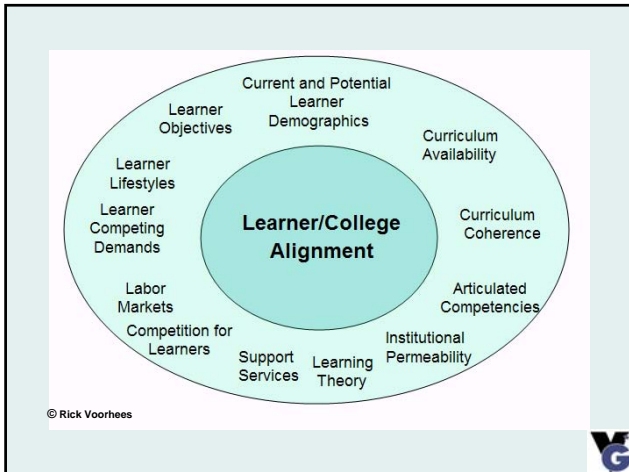 Current and Potential
Learner
Demographics
Learner
Objectives
Curriculum
Availability
Learner
Lifestyles
Learner
Competing
Demands
Learner/College
Alignment
Curriculum
Coherence
Labor
Markets
Articulated
Competencies
Competition for
Learners
Institutional
Permeability
Support
Services
Learning
Theory
© Rick Voorhees
VG